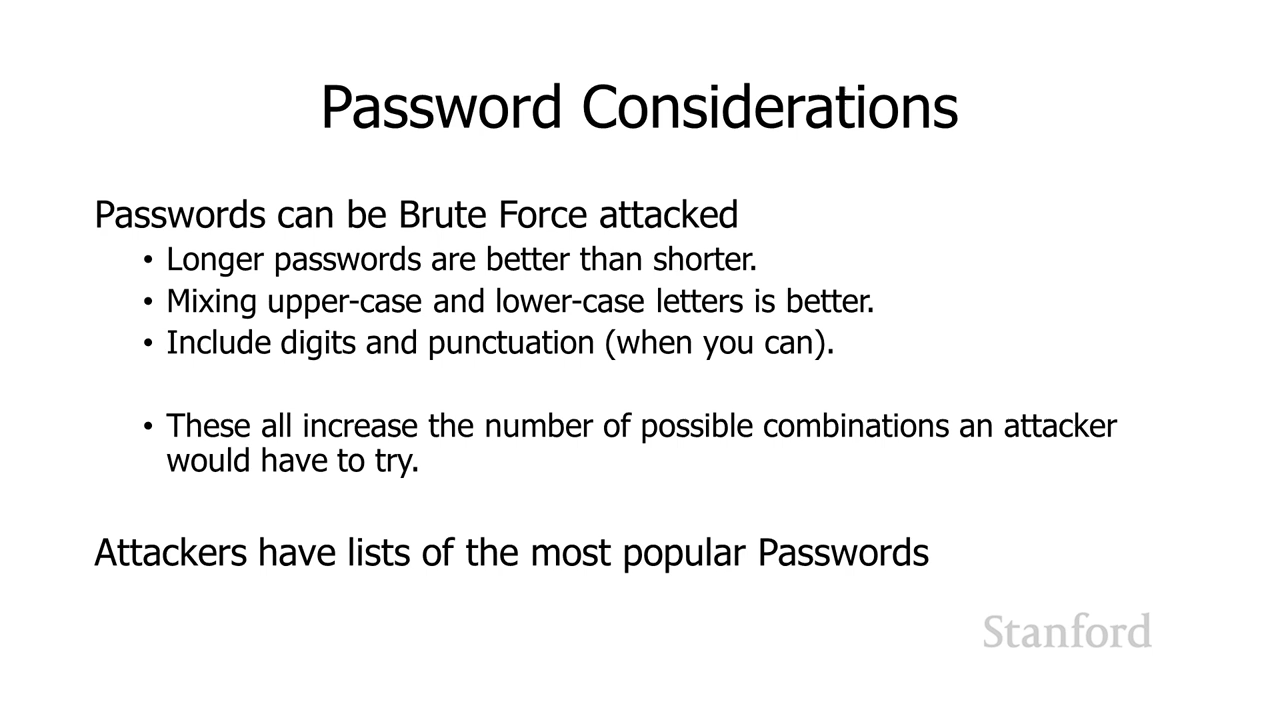 Password Considerations
Passwords can be Brute Force attacked
• Longer passwords are better than shorter.
• Mixing upper-case and lower-case letters is better.
• Include digits and punctuation (when you can).
• These all increase the number of possible combinations an attacker
would have to try.
Attackers have lists of the most popular Passwords
Stanford